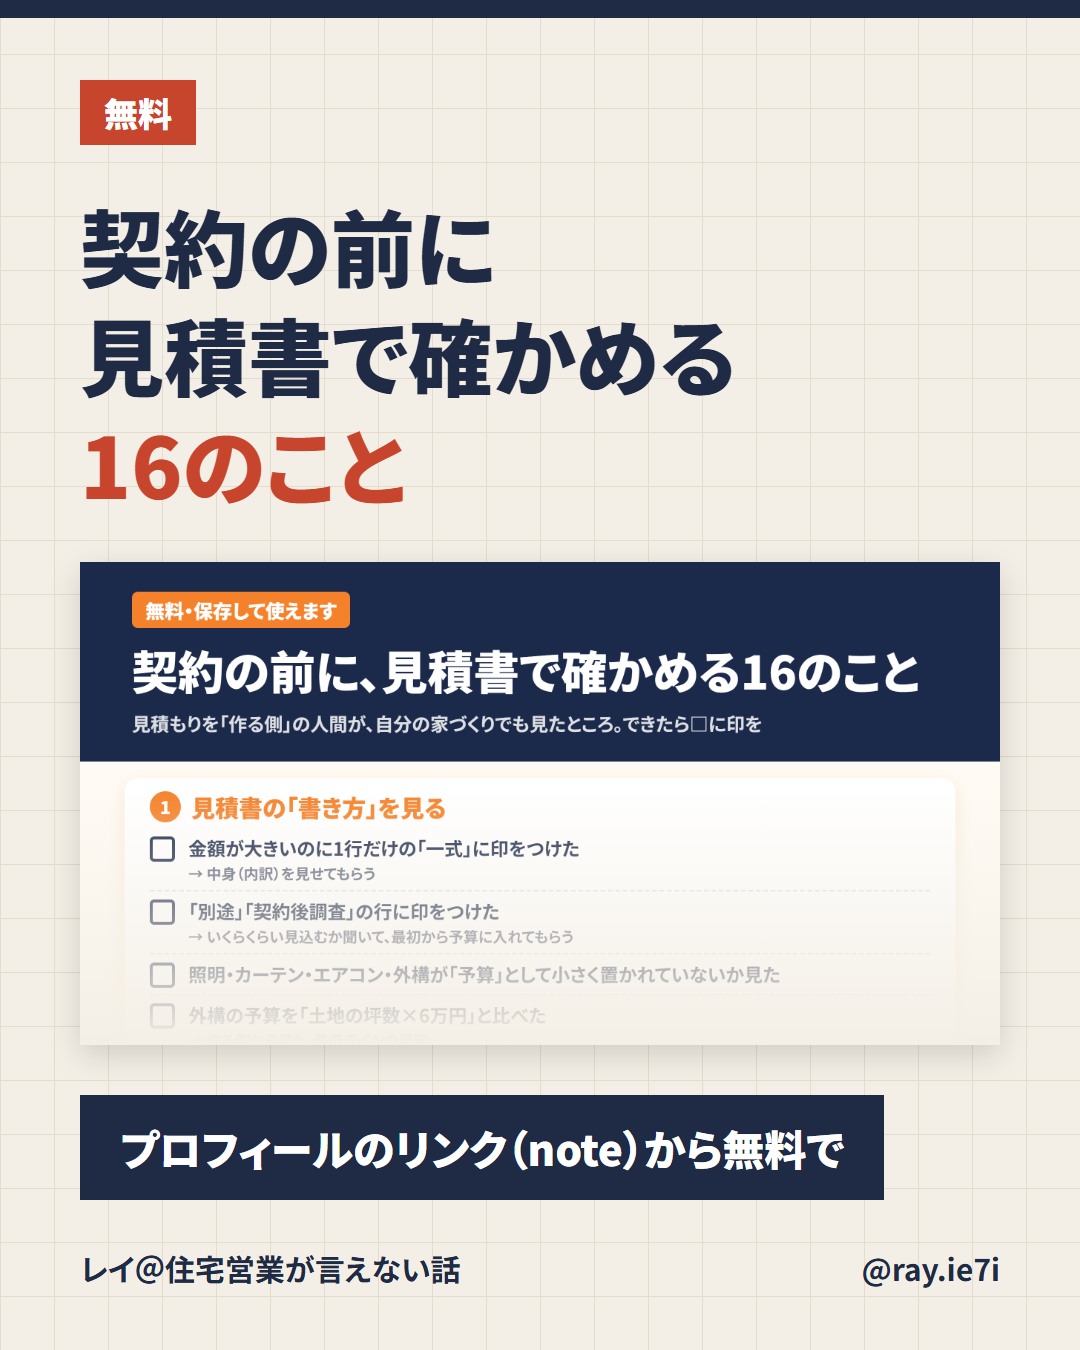 無料
契約の前に
見積書で確かめる
16のこと
無料・保存して使えます
契約の前に、見積書で確かめる16のこと
見積もりを「作る側」の人間が、自分の家づくりでも見たところ。できたら□に印を
1 見積書の「書き方」を見る
金額が大きいのに1行だけの「一式」に印をつけた
→ 中身（内訳）を見せてもらう
「別途」「契約後調査」の行に印をつけた
→ いくらくらい見込むか聞いて、最初から予算に入れてもらう
照明・カーテン・エアコン・外構が「予算」として小さく置かれていないか見た
外構の予算を「土地の坪数×6万円」と比べた
プロフィールのリンク（note）から無料で
レイ@住宅営業が言えない話
@ray.ie7i